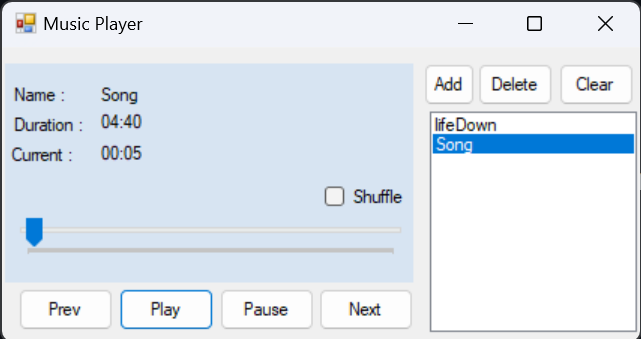 Music Player
Name : Song
Duration : 04:40
Current : 00:05
Shuffle
Prev Play Pause Next
Add Delete Clear
lifeDown
Song